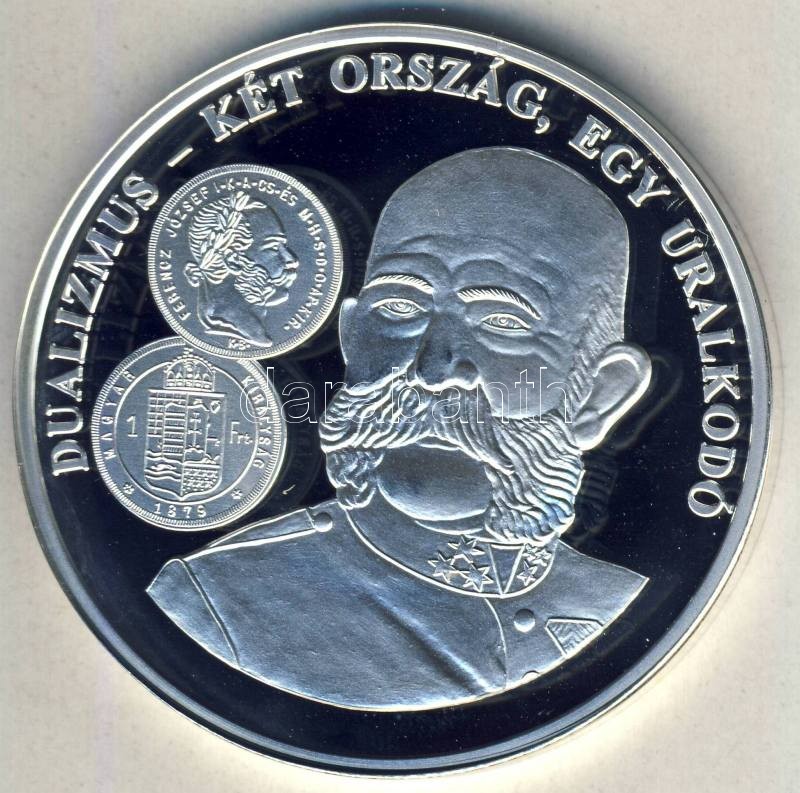 DUALIZMUS – KÉT ORSZÁG, EGY URALKODÓ
FERENCZ JÓZSEF I·K·A·CS·ÉS M·H·S·D·O·AP·KIR.
K·B·
MAGYAR KIRÁLYSÁG
1 Frt.
1879
darabanth